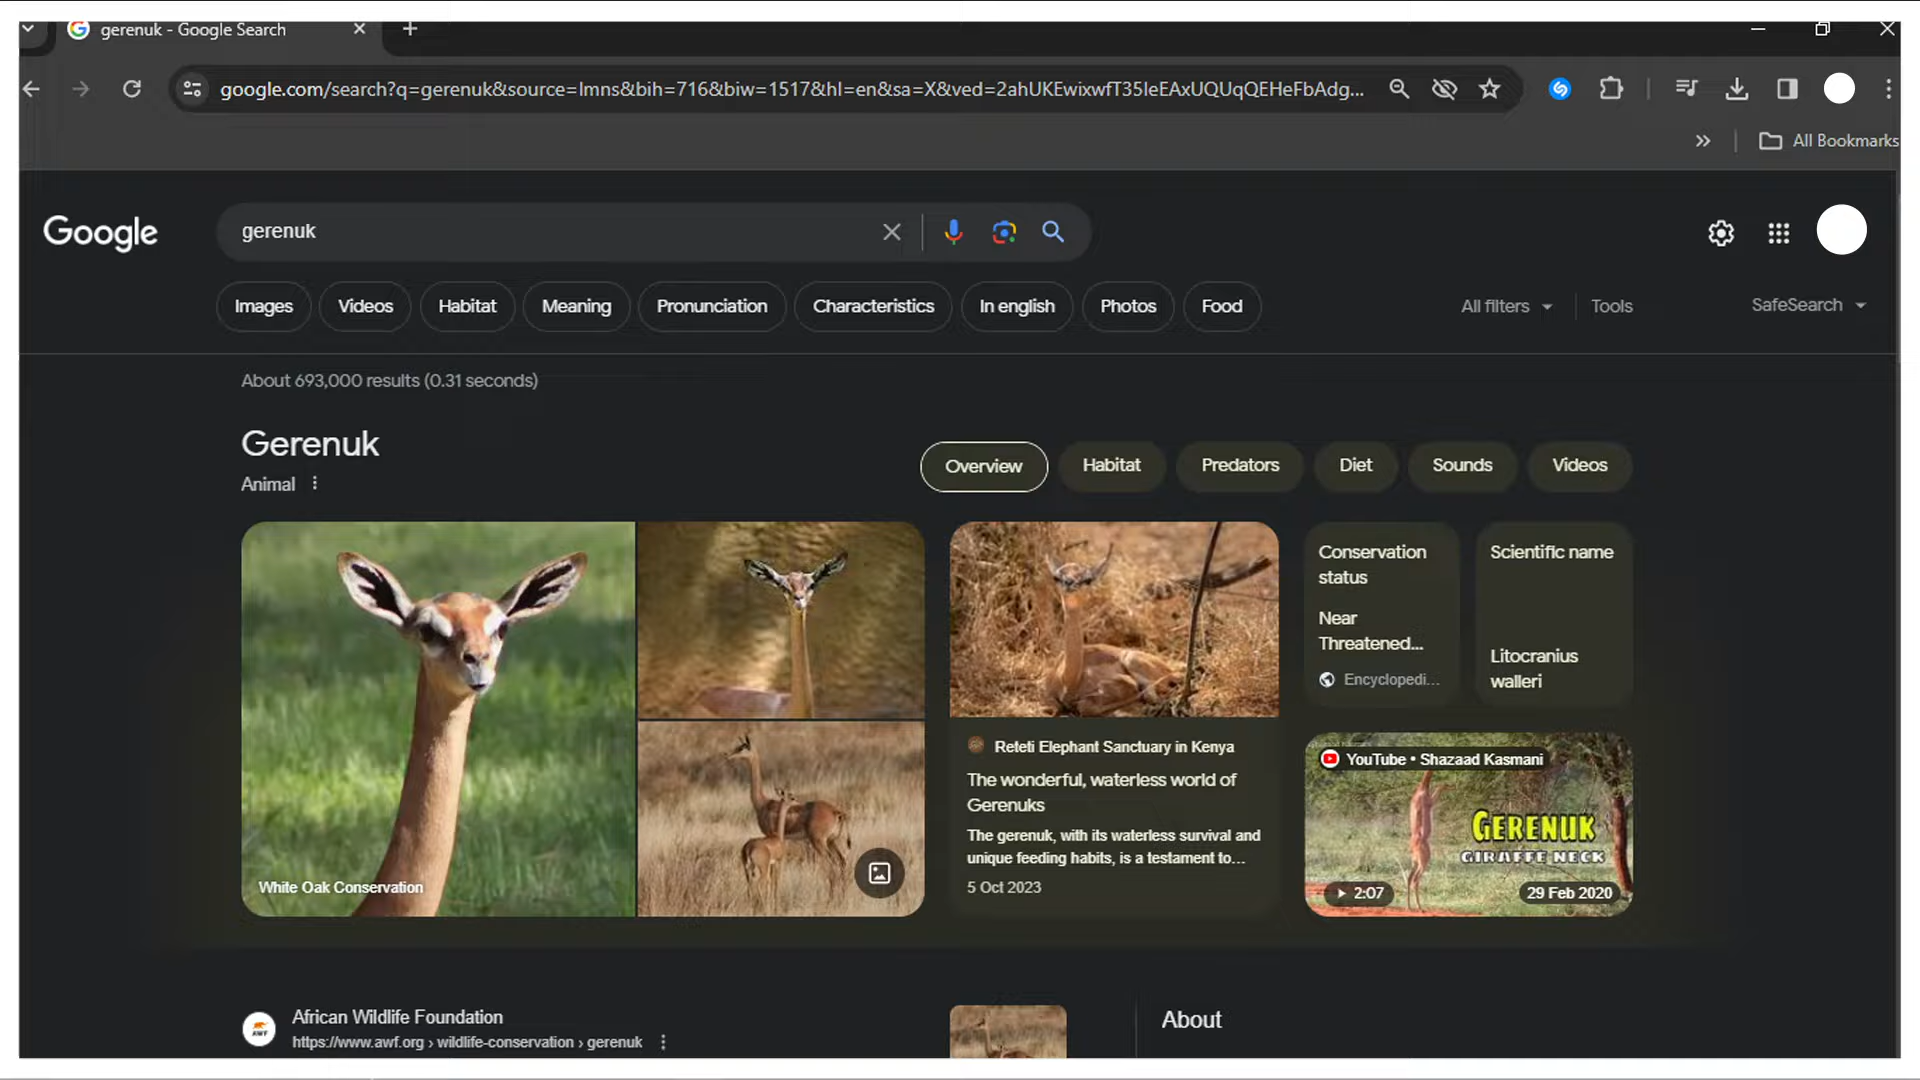 gerenuk - Google Search
google.com/search?q=gerenuk&source=lmns&bih=716&biw=1517&hl=en&sa=X&ved=2ahUKEwixwfT35IeEAxUQUqQEHeFbAdg...
All Bookmarks
Google
gerenuk
Images
Videos
Habitat
Meaning
Pronunciation
Characteristics
In english
Photos
Food
All filters
Tools
SafeSearch
About 693,000 results (0.31 seconds)
Gerenuk
Animal
Overview
Habitat
Predators
Diet
Sounds
Videos
White Oak Conservation
Reteti Elephant Sanctuary in Kenya
The wonderful, waterless world of
Gerenuks
The gerenuk, with its waterless survival and
unique feeding habits, is a testament to...
5 Oct 2023
Conservation
status
Near
Threatened...
Encyclopedi...
Scientific name
Litocranius
walleri
YouTube • Shazaad Kasmani
GERENUK
GIRAFFE NECK
2:07
29 Feb 2020
African Wildlife Foundation
AWF
https://www.awf.org › wildlife-conservation › gerenuk
About